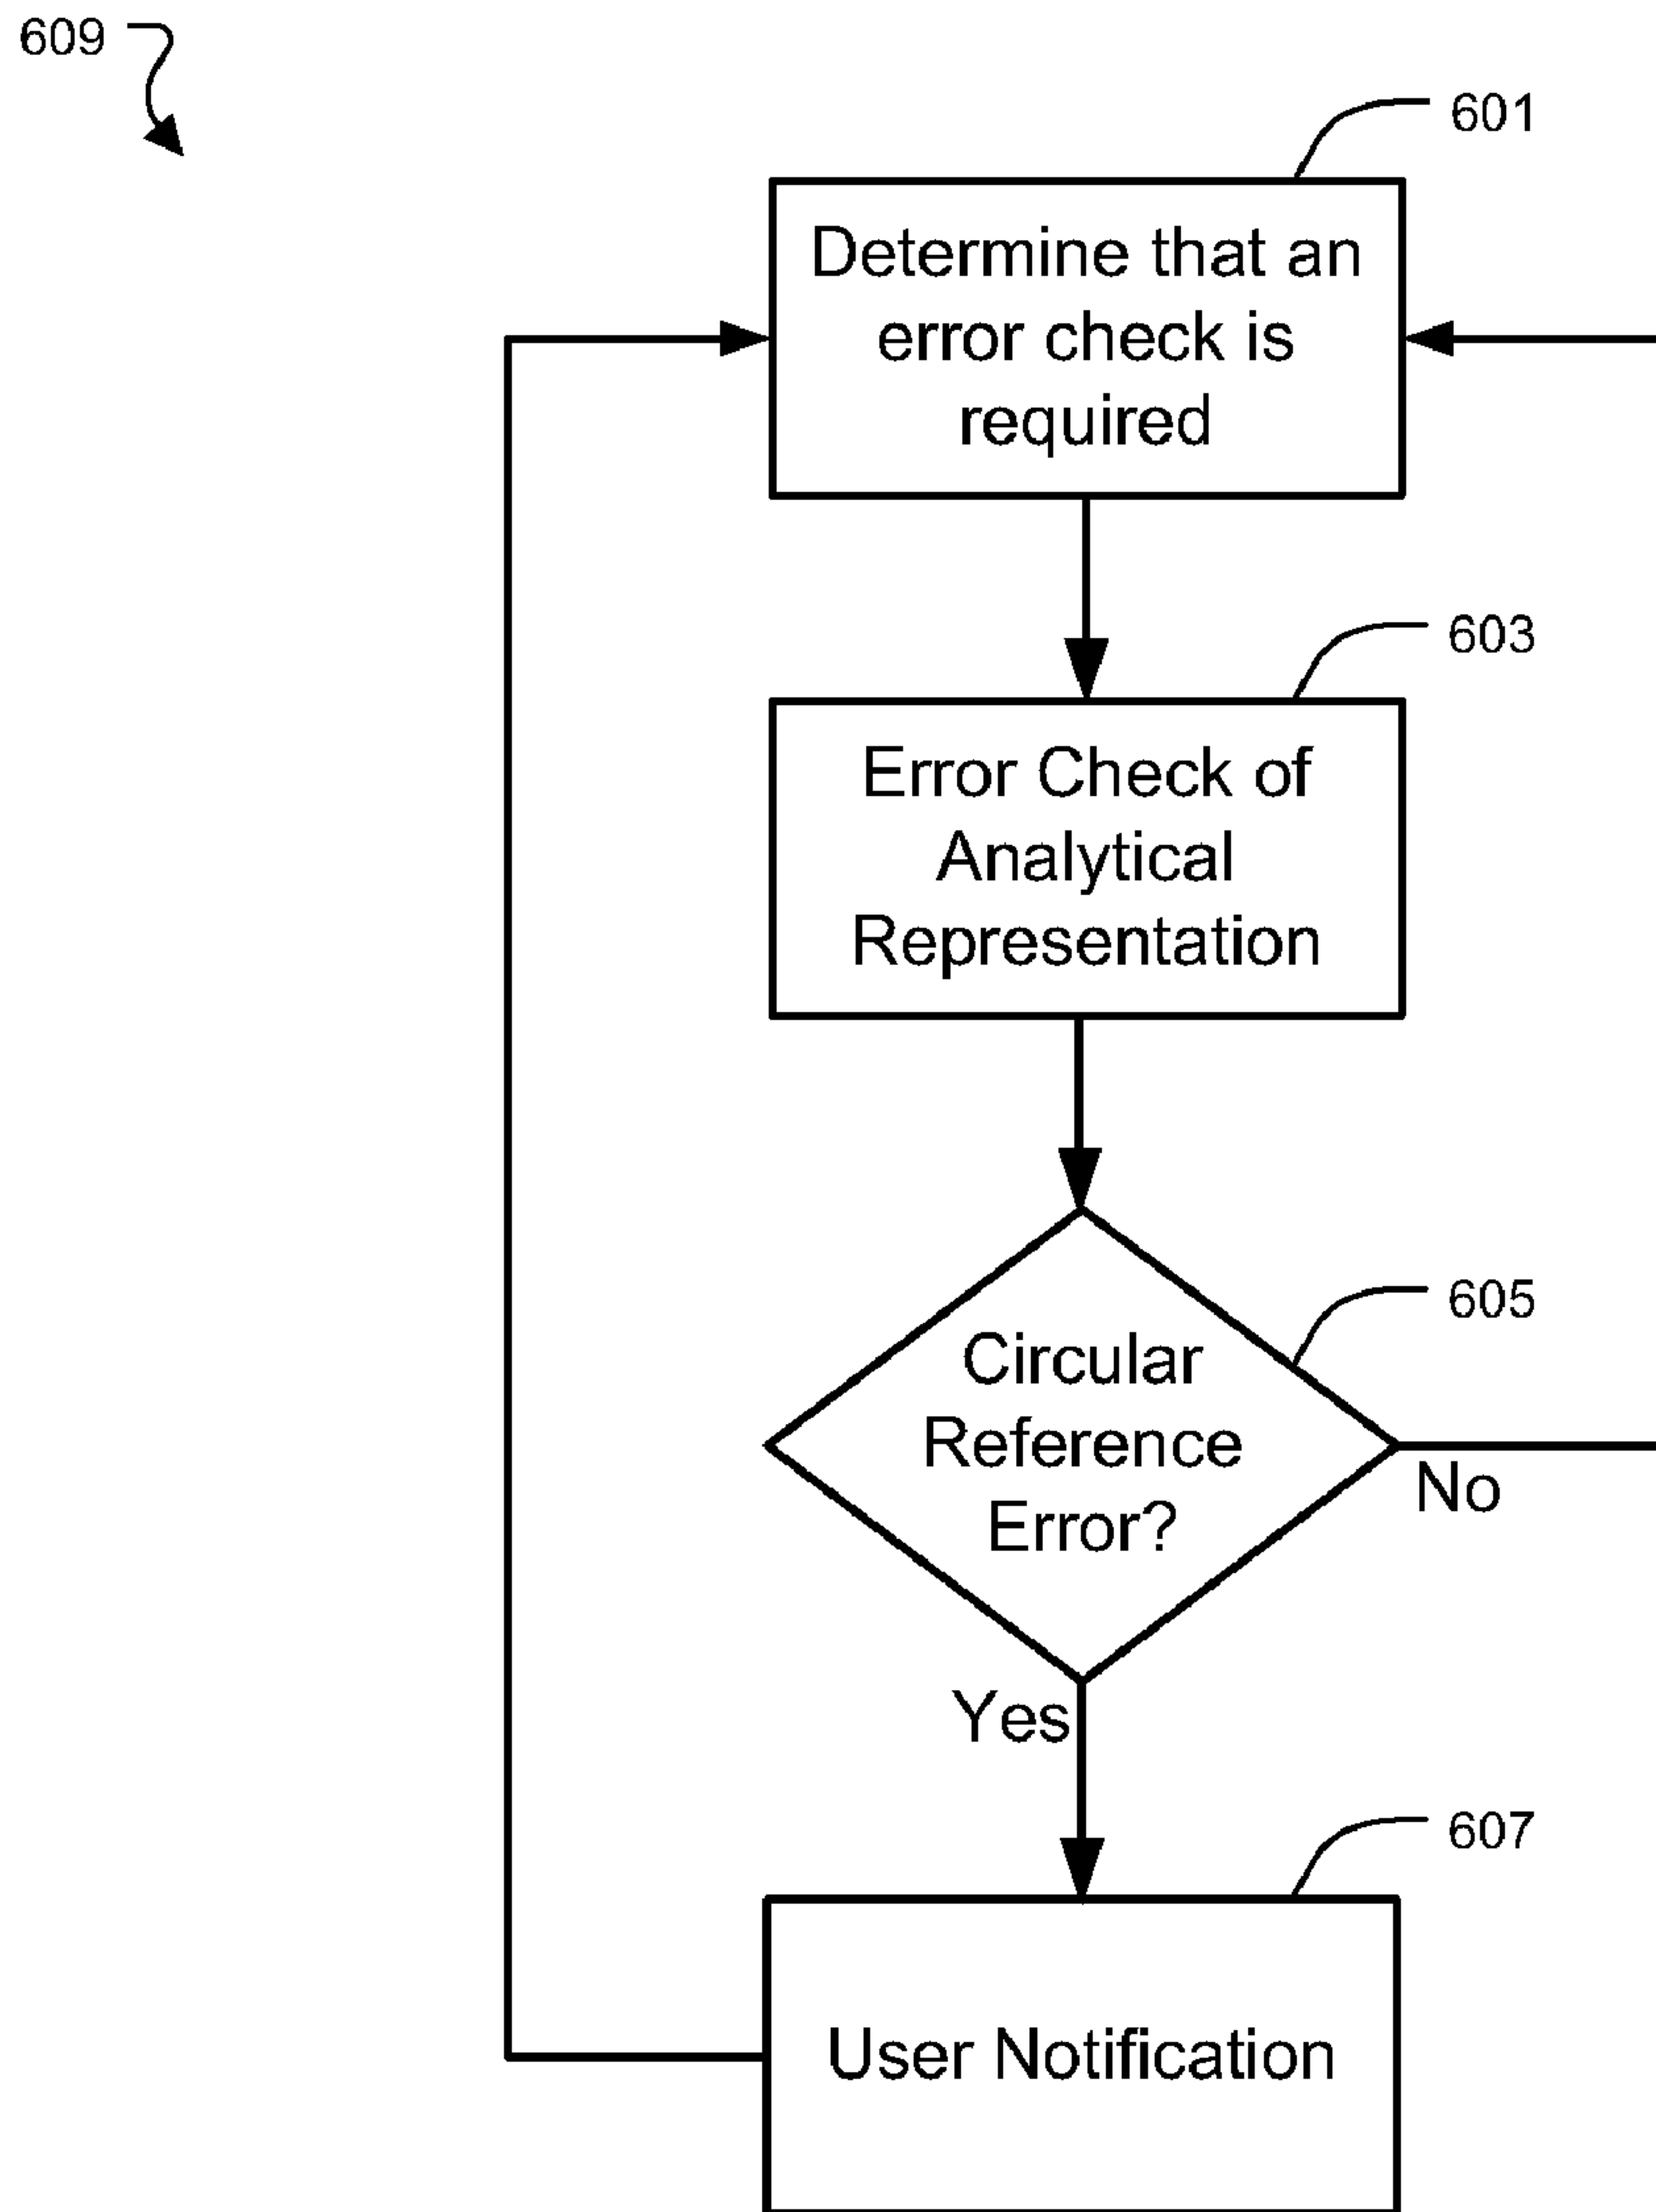 609
601
Determine that an
error check is
required
603
Error Check of
Analytical
Representation
605
Circular
Reference
Error?
No
Yes
607
User Notification